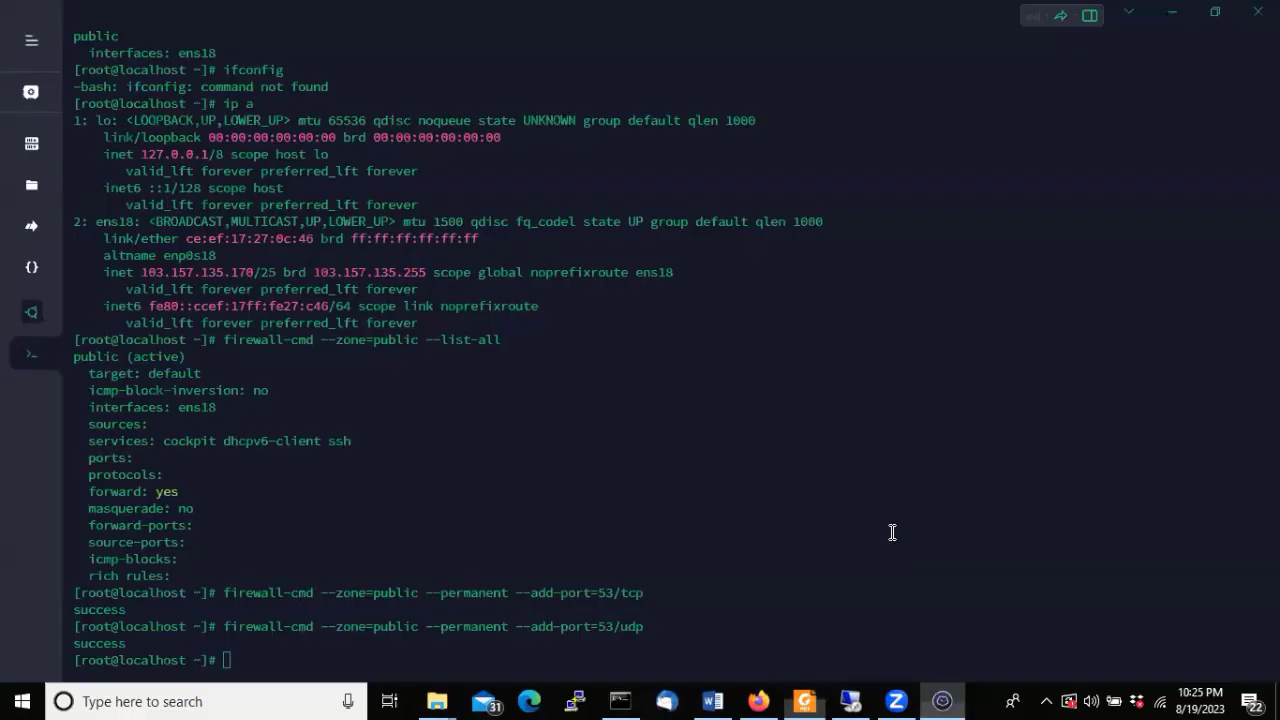 public
interfaces: ens18
[root@localhost ~]# ifconfig
-bash: ifconfig: command not found
[root@localhost ~]# ip a
1: lo: <LOOPBACK,UP,LOWER_UP> mtu 65536 qdisc noqueue state UNKNOWN group default qlen 1000
link/loopback 00:00:00:00:00:00 brd 00:00:00:00:00:00
inet 127.0.0.1/8 scope host lo
valid_lft forever preferred_lft forever
inet6 ::1/128 scope host
valid_lft forever preferred_lft forever
2: ens18: <BROADCAST,MULTICAST,UP,LOWER_UP> mtu 1500 qdisc fq_codel state UP group default qlen 1000
link/ether ce:ef:17:27:0c:46 brd ff:ff:ff:ff:ff:ff
altname enp0s18
inet 103.157.135.170/25 brd 103.157.135.255 scope global noprefixroute ens18
valid_lft forever preferred_lft forever
inet6 fe80::ccef:17ff:fe27:c46/64 scope link noprefixroute
valid_lft forever preferred_lft forever
[root@localhost ~]# firewall-cmd --zone=public --list-all
public (active)
target: default
icmp-block-inversion: no
interfaces: ens18
sources:
services: cockpit dhcpv6-client ssh
ports:
protocols:
forward: yes
masquerade: no
forward-ports:
source-ports:
icmp-blocks:
rich rules:
[root@localhost ~]# firewall-cmd --zone=public --permanent --add-port=53/tcp
success
[root@localhost ~]# firewall-cmd --zone=public --permanent --add-port=53/udp
success
[root@localhost ~]#
Type here to search
31
10:25 PM
8/19/2023
22